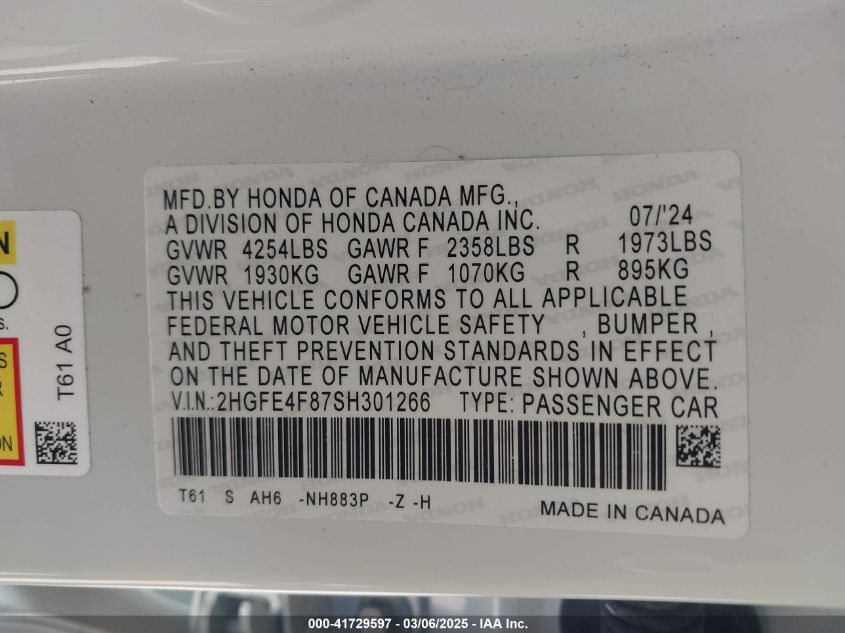 MFD.BY HONDA OF CANADA MFG.,
A DIVISION OF HONDA CANADA INC. 07/'24
GVWR 4254LBS GAWR F 2358LBS R 1973LBS
GVWR 1930KG GAWR F 1070KG R 895KG
THIS VEHICLE CONFORMS TO ALL APPLICABLE
FEDERAL MOTOR VEHICLE SAFETY , BUMPER ,
AND THEFT PREVENTION STANDARDS IN EFFECT
ON THE DATE OF MANUFACTURE SHOWN ABOVE.
V.I.N.:2HGFE4F87SH301266 TYPE: PASSENGER CAR
T61 S AH6 -NH883P -Z -H
MADE IN CANADA
T61 A0
000-41729597 - 03/06/2025 - IAA Inc.